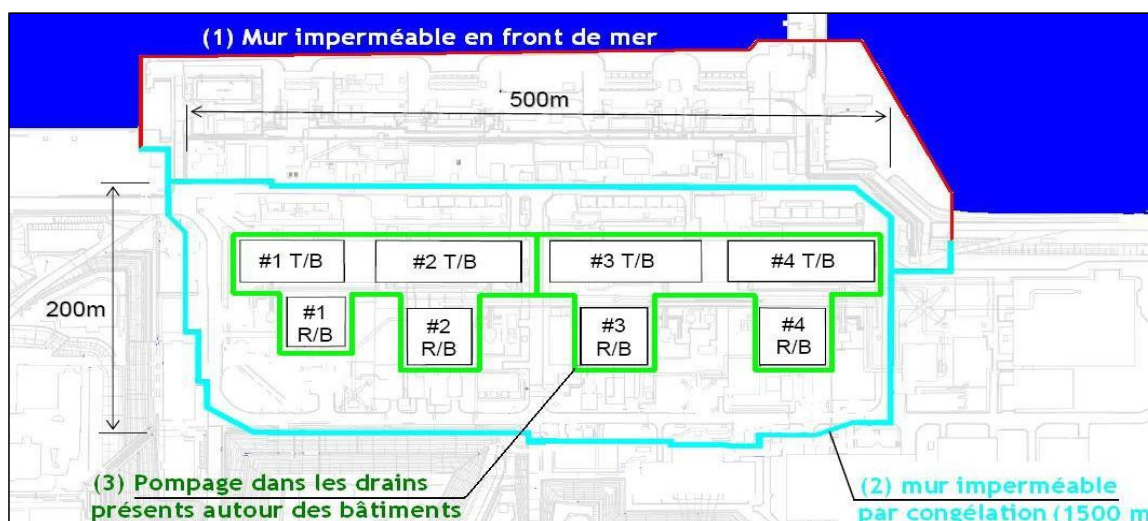 (1) Mur imperméable en front de mer
500m
#1 T/B
#2 T/B
#3 T/B
#4 T/B
200m
#1
R/B
#2
R/B
#3
R/B
#4
R/B
(3) Pompage dans les drains
présents autour des bâtiments
(2) mur imperméable
par congélation (1500 m